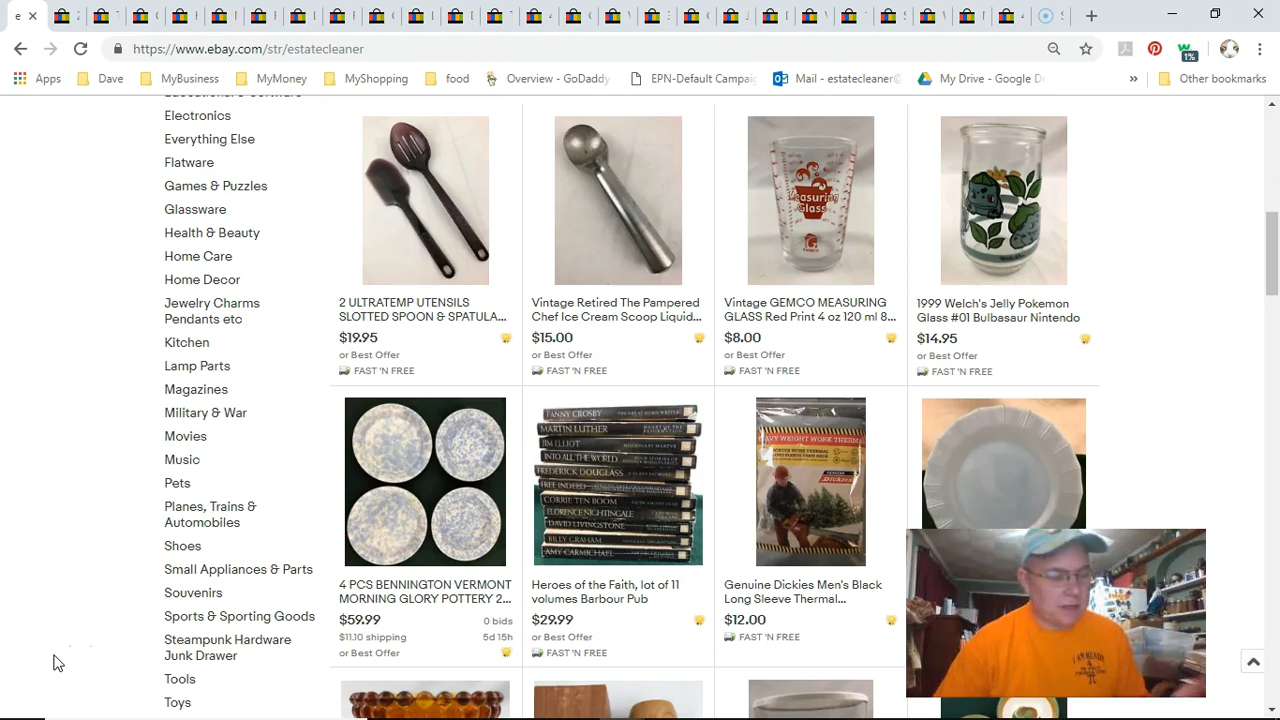 https://www.ebay.com/str/estatecleaner
Apps
Dave
MyBusiness
MyMoney
MyShopping
food
Overview - GoDaddy
EPN-Default Campai
Mail - estatecleaner@
My Drive - Google Dr
»
Other bookmarks
1%
Electronics
Everything Else
Flatware
Games & Puzzles
Glassware
Health & Beauty
Home Care
Home Decor
Jewelry Charms
Pendants etc
Kitchen
Lamp Parts
Magazines
Military & War
Movies
Music
Pets
Planes, Trains &
Automobiles
Shoes
Small Appliances & Parts
Souvenirs
Sports & Sporting Goods
Steampunk Hardware
Junk Drawer
Tools
Toys
Measuring
Glass
2 ULTRATEMP UTENSILS
SLOTTED SPOON & SPATULA...
$19.95
or Best Offer
FAST 'N FREE
Vintage Retired The Pampered
Chef Ice Cream Scoop Liquid...
$15.00
or Best Offer
FAST 'N FREE
Vintage GEMCO MEASURING
GLASS Red Print 4 oz 120 ml 8...
$8.00
or Best Offer
FAST 'N FREE
1999 Welch's Jelly Pokemon
Glass #01 Bulbasaur Nintendo
$14.95
or Best Offer
FAST 'N FREE
FANNY CROSBY
MARTIN LUTHER
JIM ELLIOT
INTO ALL THE WORLD
FREDERICK DOUGLASS
FREE INDEED
CORRIE TEN BOOM
FLORENCE NIGHTINGALE
DAVID LIVINGSTONE
BILLY GRAHAM
AMY CARMICHAEL
HEAVY WEIGHT WORK THERMAL
Dickies
4 PCS BENNINGTON VERMONT
MORNING GLORY POTTERY 2...
$59.99
0 bids
$11.10 shipping
5d 15h
or Best Offer
Heroes of the Faith, lot of 11
volumes Barbour Pub
$29.99
or Best Offer
FAST 'N FREE
Genuine Dickies Men's Black
Long Sleeve Thermal...
$12.00
FAST 'N FREE